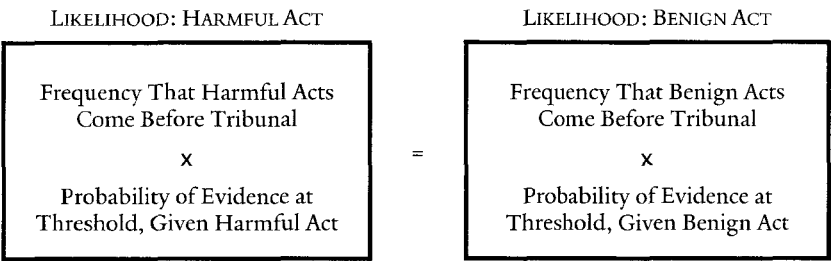 LIKELIHOOD: HARMFUL ACT
Frequency That Harmful Acts
Come Before Tribunal
x
Probability of Evidence at
Threshold, Given Harmful Act
=
LIKELIHOOD: BENIGN ACT
Frequency That Benign Acts
Come Before Tribunal
x
Probability of Evidence at
Threshold, Given Benign Act